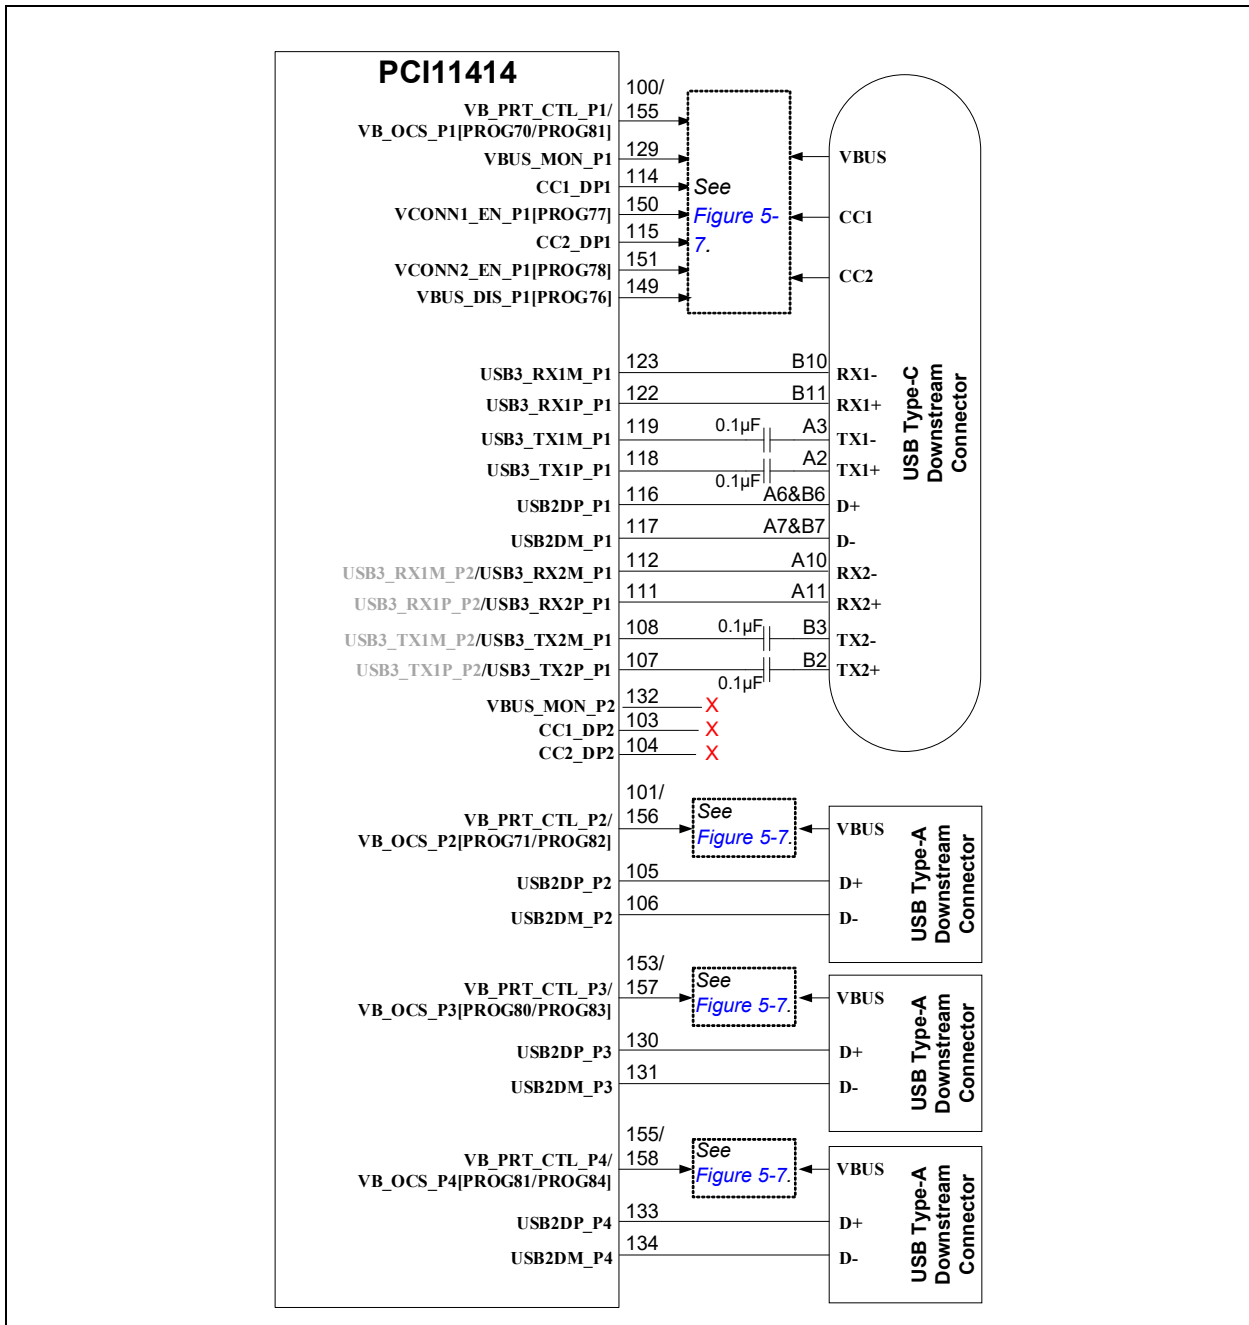 PCI11414
100/
VB_PRT_CTL_P1/ 155
VB_OCS_P1[PROG70/PROG81]
VBUS_MON_P1 129 VBUS
CC1_DP1 114 See
VCONN1_EN_P1[PROG77] 150 Figure 5- CC1
CC2_DP1 115 7.
VCONN2_EN_P1[PROG78] 151 CC2
VBUS_DIS_P1[PROG76] 149
USB3_RX1M_P1 123 B10 RX1-
USB3_RX1P_P1 122 B11 RX1+
USB3_TX1M_P1 119 0.1µF A3 TX1-
USB3_TX1P_P1 118 0.1µF A2 TX1+
USB2DP_P1 116 A6&B6 D+
USB2DM_P1 117 A7&B7 D-
USB3_RX1M_P2/USB3_RX2M_P1 112 A10 RX2-
USB3_RX1P_P2/USB3_RX2P_P1 111 A11 RX2+
USB3_TX1M_P2/USB3_TX2M_P1 108 0.1µF B3 TX2-
USB3_TX1P_P2/USB3_TX2P_P1 107 0.1µF B2 TX2+
USB Type-C
Downstream
Connector
VBUS_MON_P2 132 X
CC1_DP2 103 X
CC2_DP2 104 X
101/
VB_PRT_CTL_P2/ 156 See
VB_OCS_P2[PROG71/PROG82] Figure 5-7. VBUS
USB2DP_P2 105 D+
USB2DM_P2 106 D-
USB Type-A
Downstream
Connector
153/
VB_PRT_CTL_P3/ 157 See
VB_OCS_P3[PROG80/PROG83] Figure 5-7. VBUS
USB2DP_P3 130 D+
USB2DM_P3 131 D-
USB Type-A
Downstream
Connector
155/
VB_PRT_CTL_P4/ 158 See
VB_OCS_P4[PROG81/PROG84] Figure 5-7. VBUS
USB2DP_P4 133 D+
USB2DM_P4 134 D-
USB Type-A
Downstream
Connector